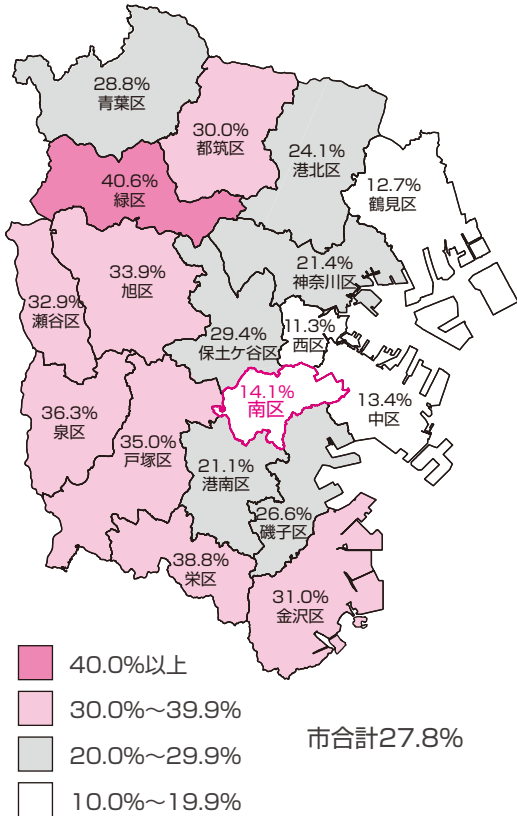 28.8%
青葉区
30.0%
都筑区
24.1%
港北区
12.7%
鶴見区
40.6%
緑区
21.4%
神奈川区
33.9%
旭区
32.9%
瀬谷区
29.4%
保土ケ谷区
11.3%
西区
14.1%
南区
13.4%
中区
36.3%
泉区
35.0%
戸塚区
21.1%
港南区
26.6%
磯子区
38.8%
栄区
31.0%
金沢区
40.0%以上
30.0%～39.9%
20.0%～29.9%
10.0%～19.9%
市合計27.8%